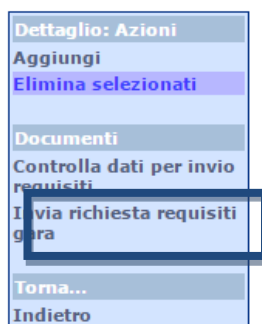 Dettaglio: Azioni
Aggiungi
Elimina selezionati
Documenti
Controlla dati per invio
requisiti
Invia richiesta requisiti
gara
Torna...
Indietro